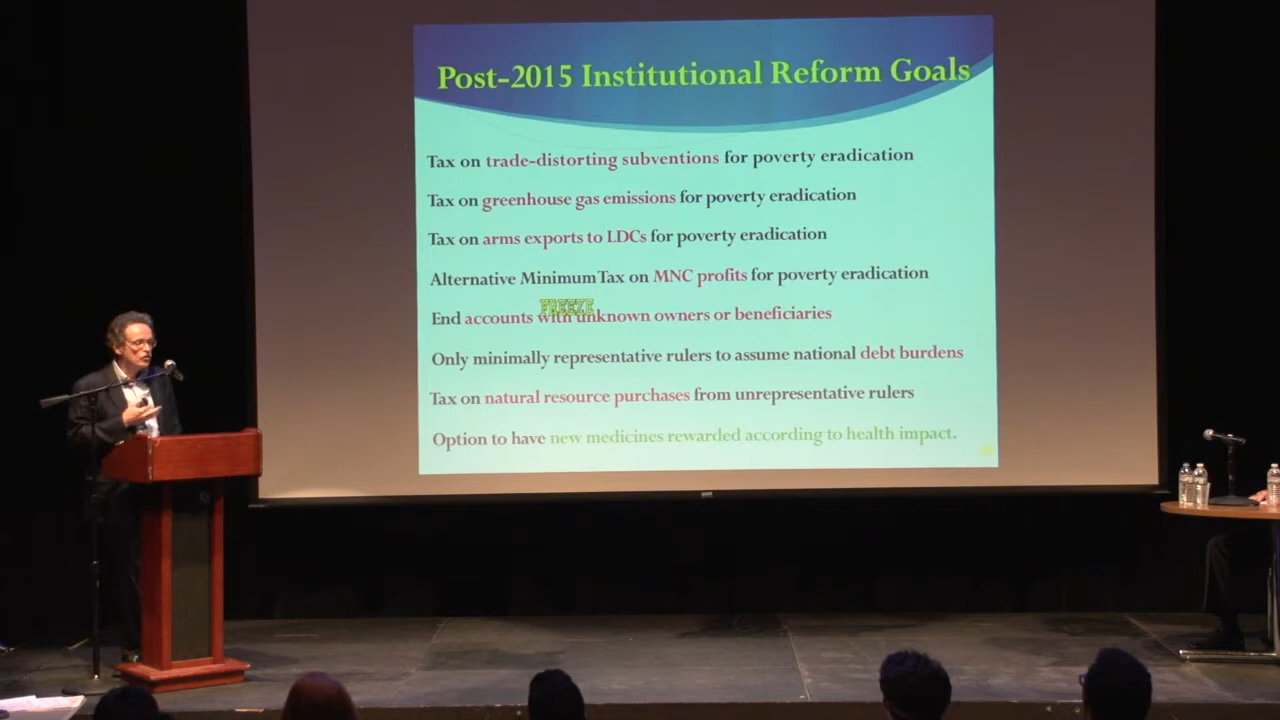 Post-2015 Institutional Reform Goals
Tax on trade-distorting subventions for poverty eradication
Tax on greenhouse gas emissions for poverty eradication
Tax on arms exports to LDCs for poverty eradication
Alternative Minimum Tax on MNC profits for poverty eradication
FREEZE
End accounts with unknown owners or beneficiaries
Only minimally representative rulers to assume national debt burdens
Tax on natural resource purchases from unrepresentative rulers
Option to have new medicines rewarded according to health impact.